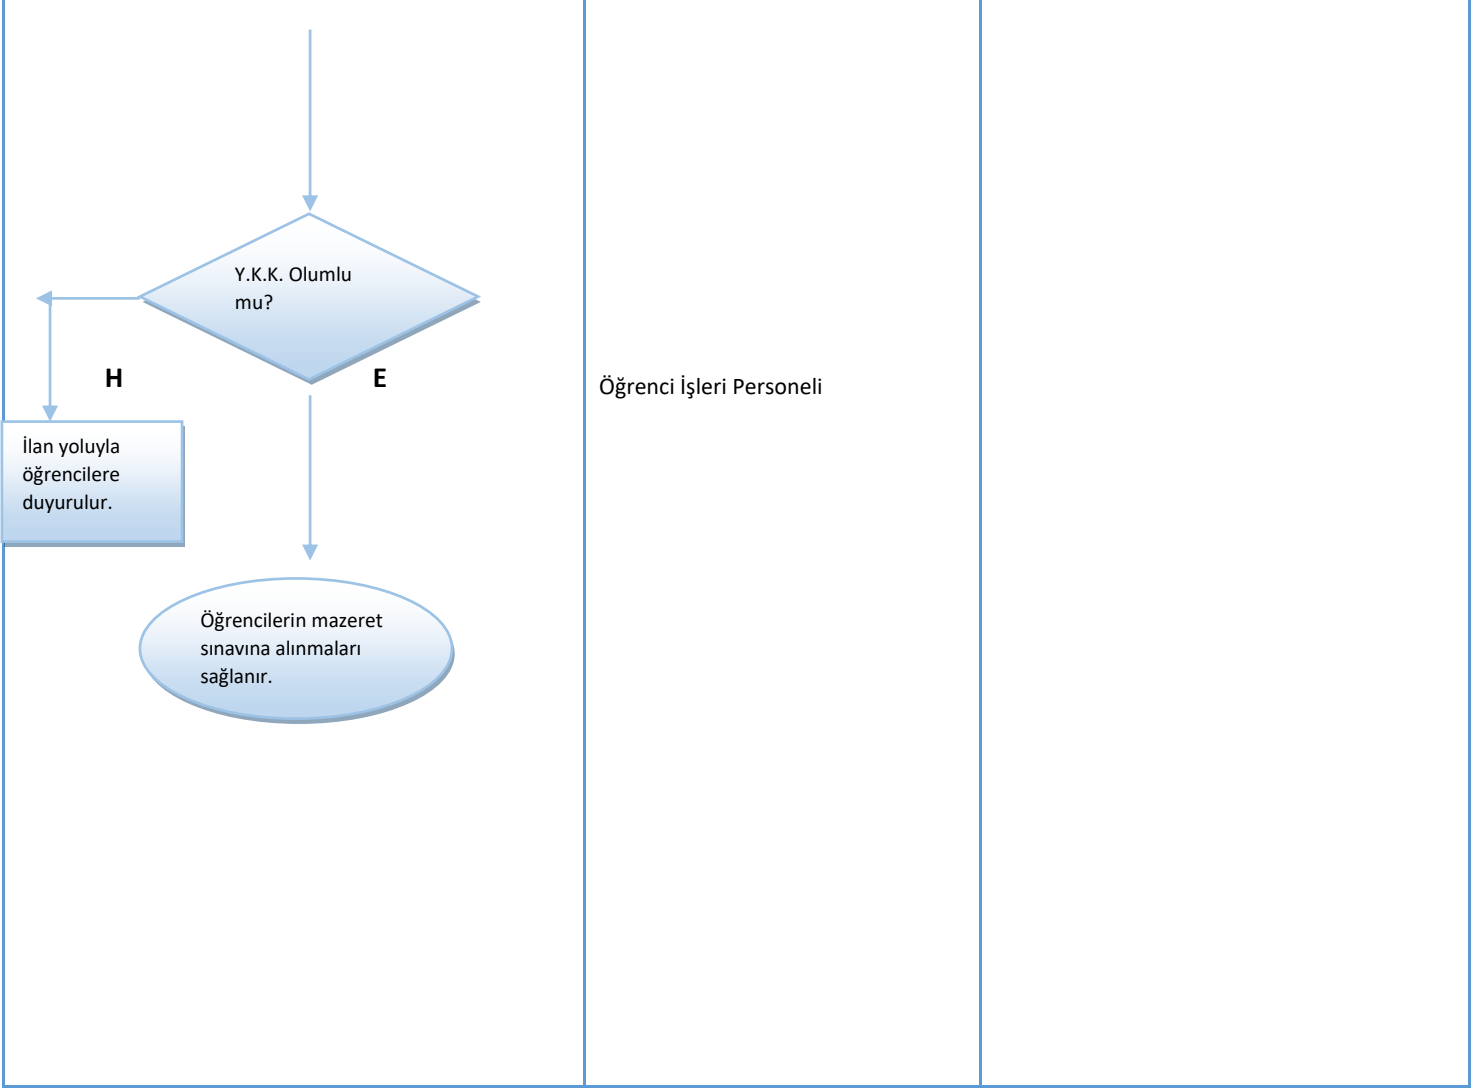 Y.K.K. Olumlu
mu?
H
E
Öğrenci İşleri Personeli
İlan yoluyla
öğrencilere
duyurulur.
Öğrencilerin mazeret
sınavına alınmaları
sağlanır.